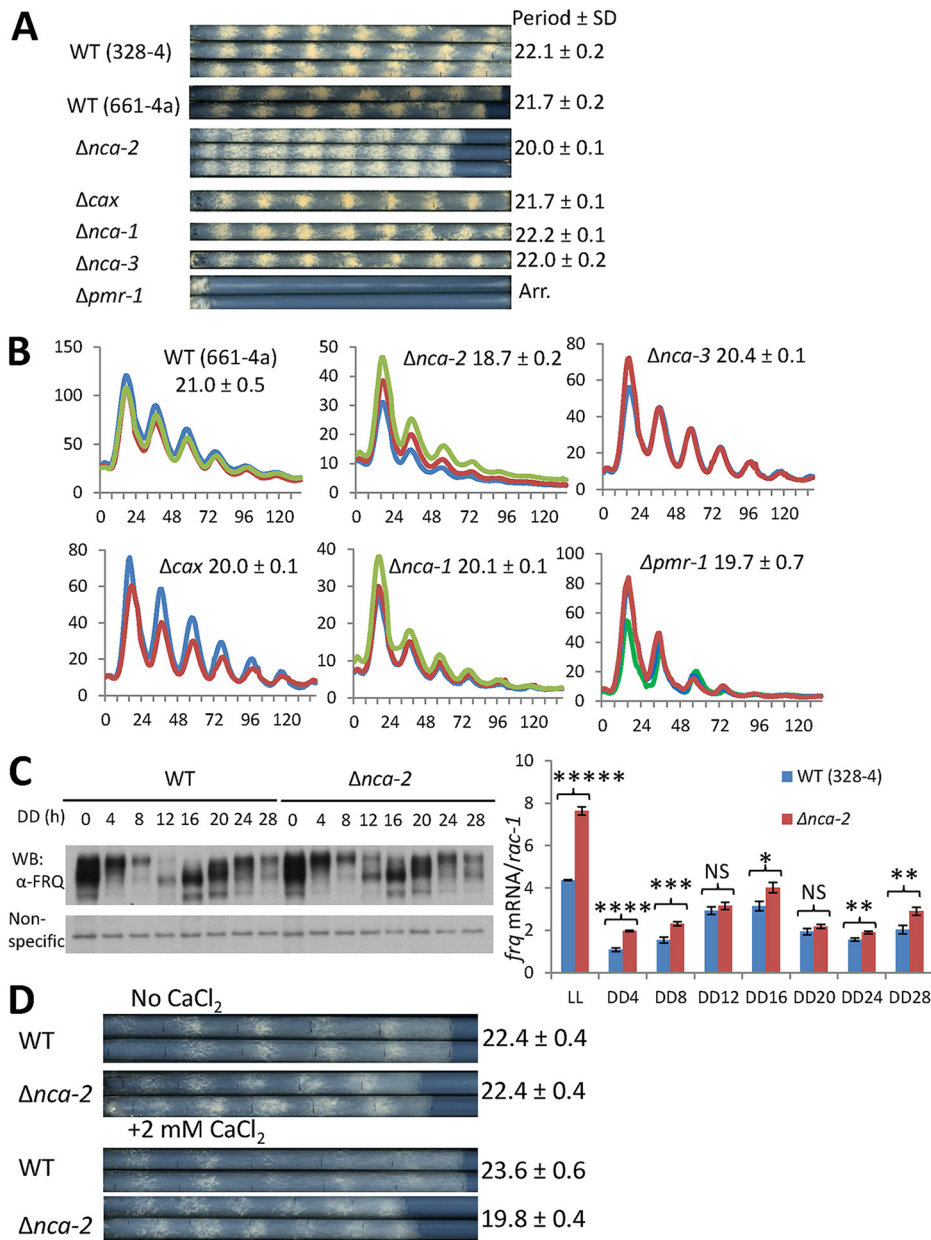 A
Period ± SD
WT (328-4)
22.1 ± 0.2
WT (661-4a)
21.7 ± 0.2
Δnca-2
20.0 ± 0.1
Δcax
21.7 ± 0.1
Δnca-1
22.2 ± 0.1
Δnca-3
22.0 ± 0.2
Δpmr-1
Arr.
B
WT (661-4a)
21.0 ± 0.5
150
100
50
0
0 24 48 72 96 120
Δnca-2 18.7 ± 0.2
50
40
30
20
10
0
0 24 48 72 96 120
Δnca-3 20.4 ± 0.1
80
60
40
20
0
0 24 48 72 96 120
Δcax 20.0 ± 0.1
80
60
40
20
0
0 24 48 72 96 120
Δnca-1 20.1 ± 0.1
40
30
20
10
0
0 24 48 72 96 120
Δpmr-1 19.7 ± 0.7
100
80
60
40
20
0
0 24 48 72 96 120
C
WT Δnca-2
DD (h) 0 4 8 12 16 20 24 28 0 4 8 12 16 20 24 28
WB:
α-FRQ
Non-
specific
frq mRNA/rac-1
10
8
6
4
2
0
WT (328-4)
Δnca-2
***** **** *** NS * NS ** **
LL DD4 DD8 DD12 DD16 DD20 DD24 DD28
D
No CaCl2
WT
22.4 ± 0.4
Δnca-2
22.4 ± 0.4
+2 mM CaCl2
WT
23.6 ± 0.6
Δnca-2
19.8 ± 0.4